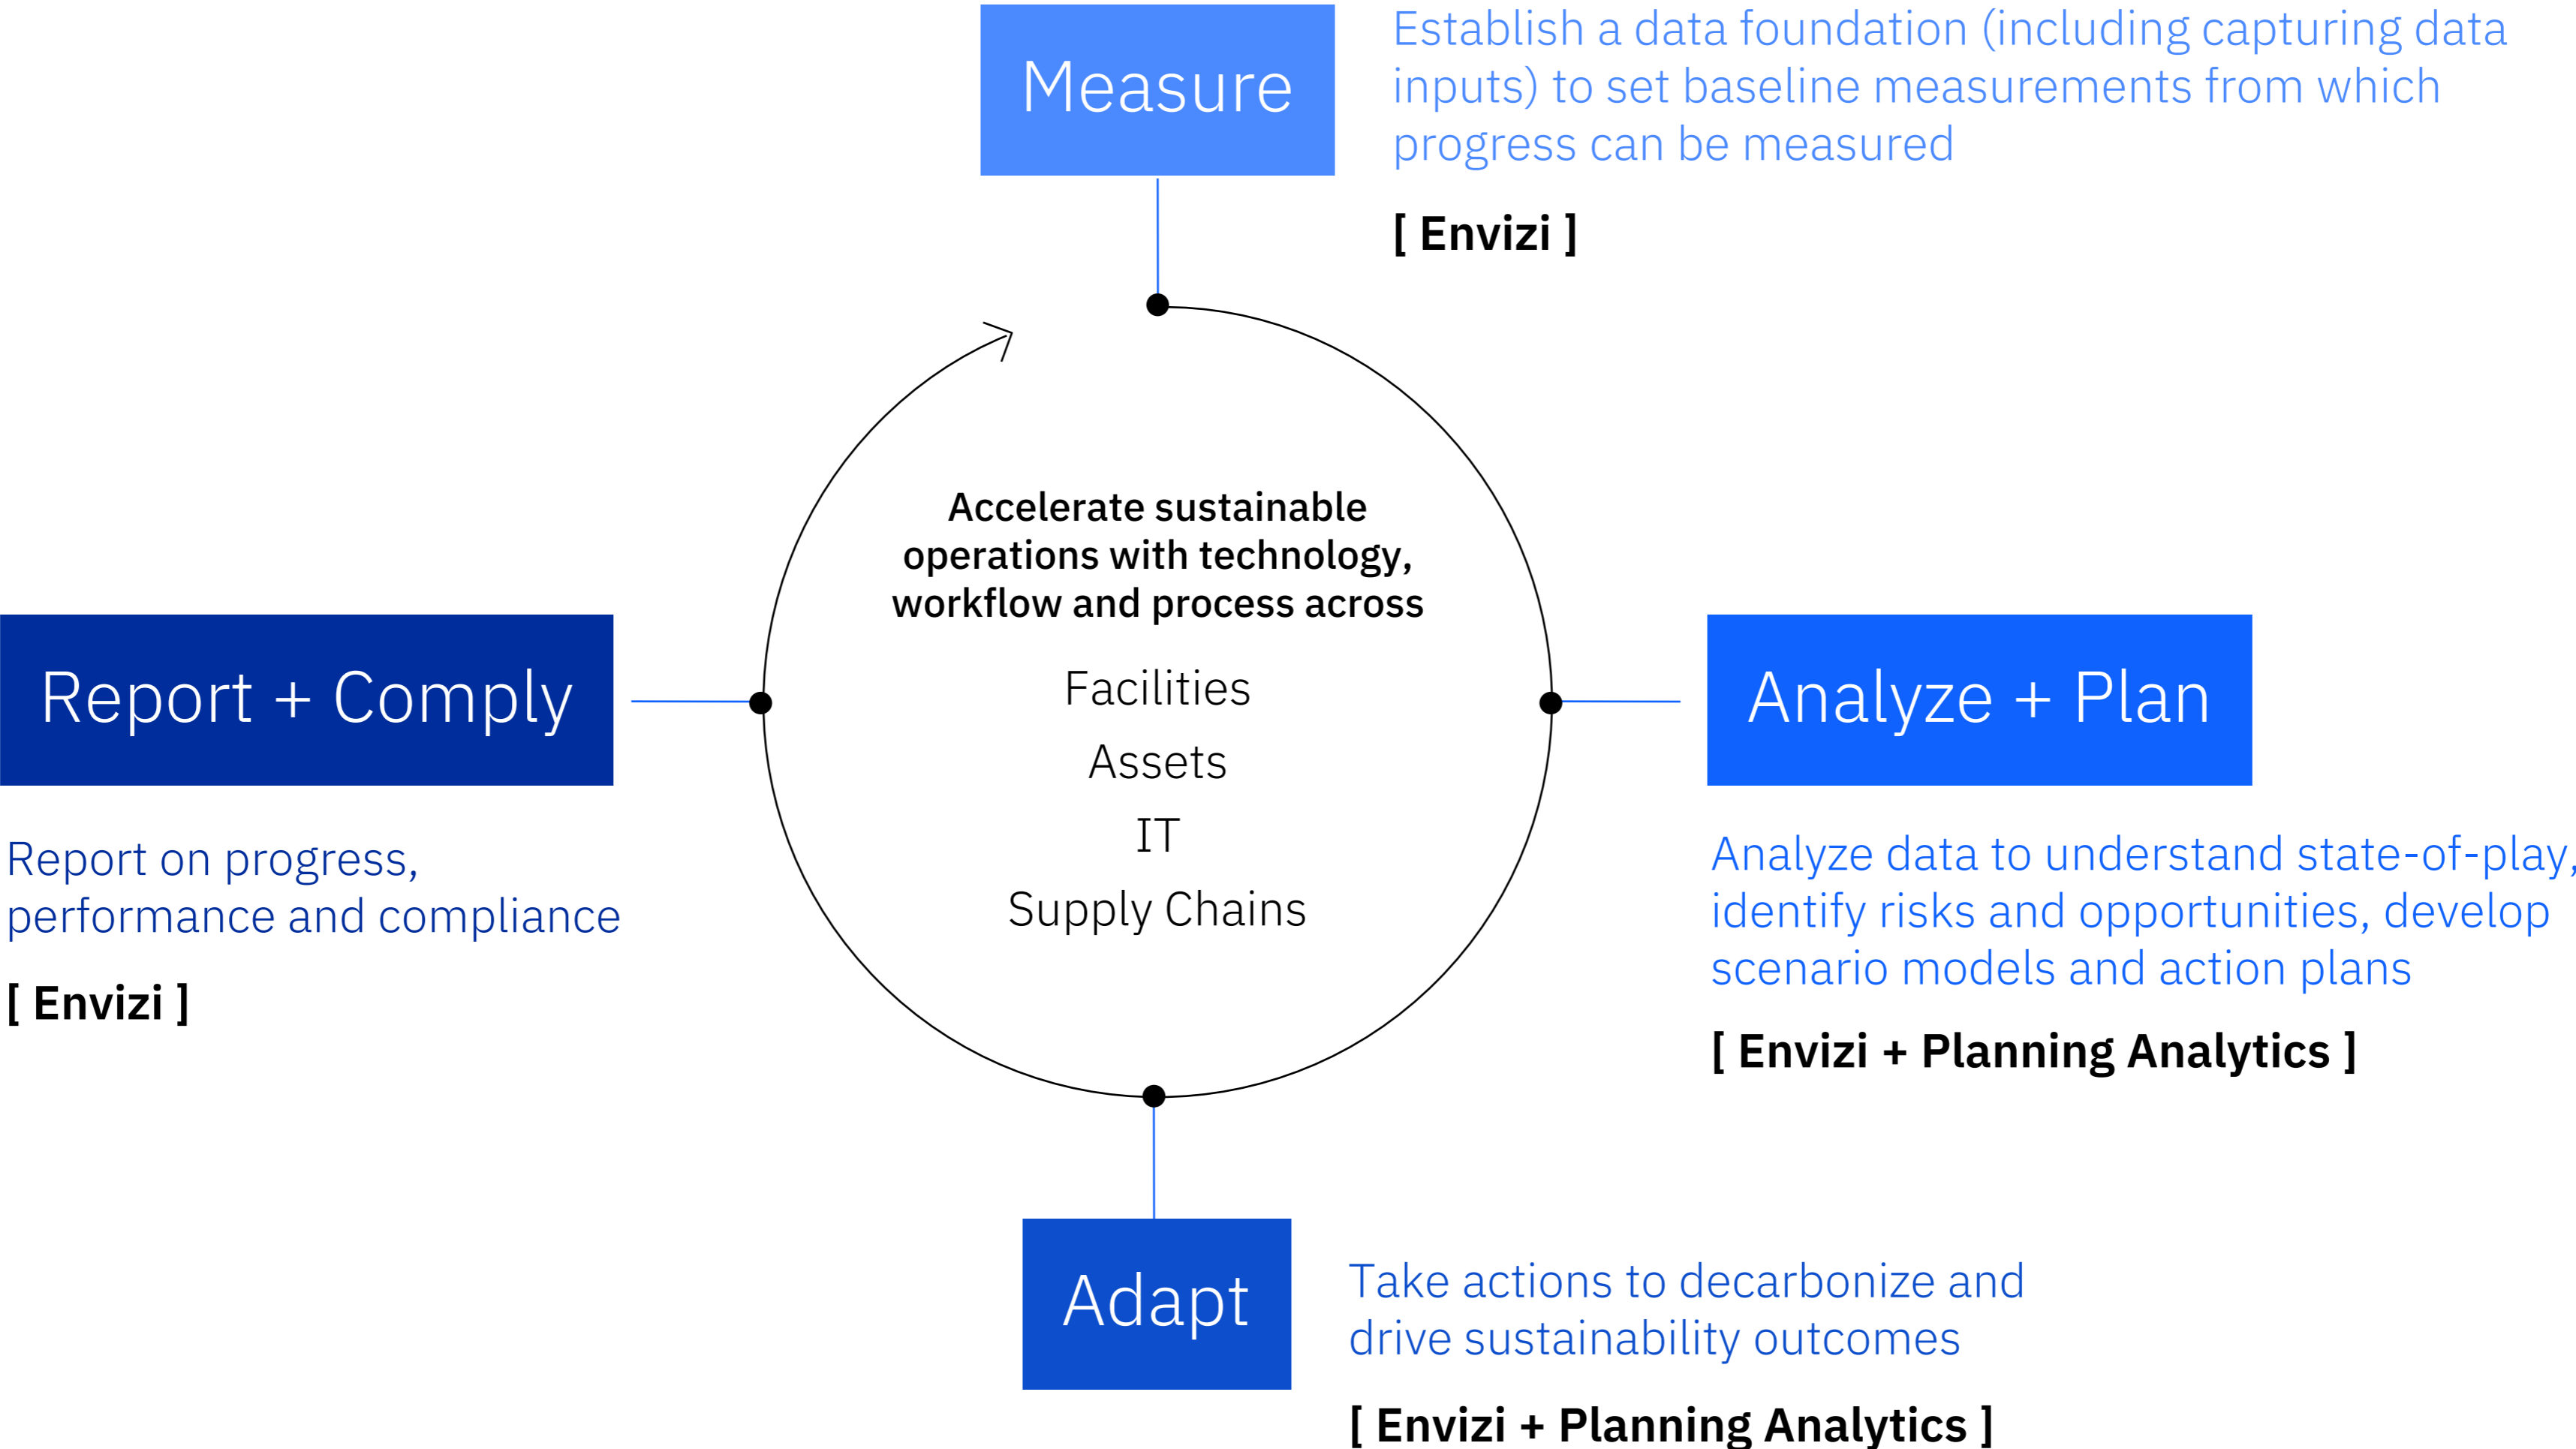 Measure
Establish a data foundation (including capturing data
inputs) to set baseline measurements from which
progress can be measured
[ Envizi ]
Accelerate sustainable
operations with technology,
workflow and process across
Facilities
Assets
IT
Supply Chains
Analyze + Plan
Analyze data to understand state-of-play,
identify risks and opportunities, develop
scenario models and action plans
[ Envizi + Planning Analytics ]
Adapt
Take actions to decarbonize and
drive sustainability outcomes
[ Envizi + Planning Analytics ]
Report + Comply
Report on progress,
performance and compliance
[ Envizi ]